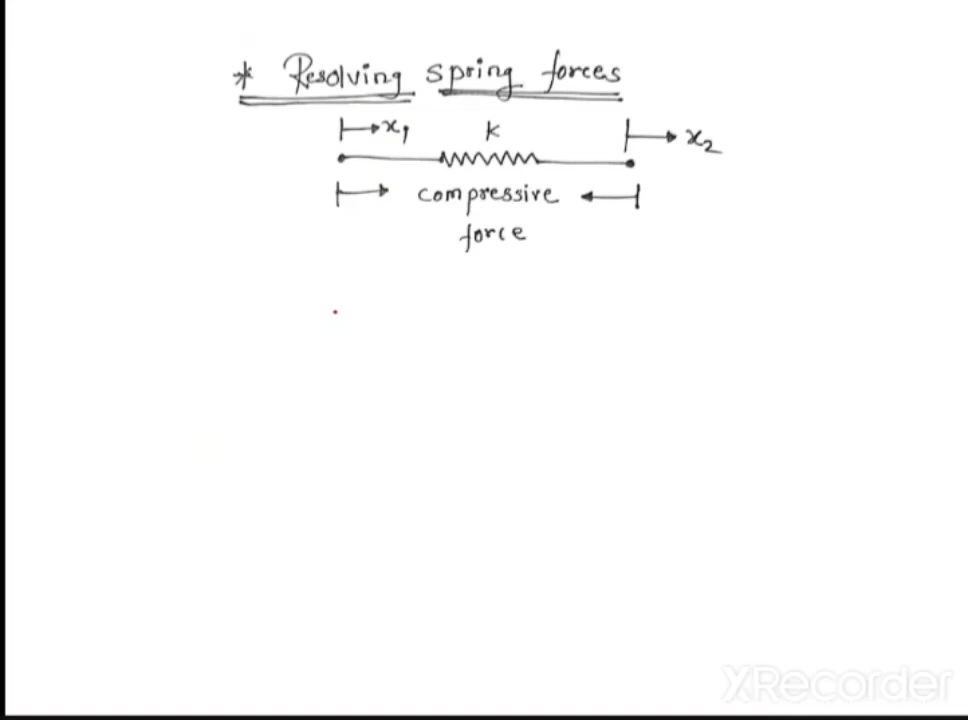 * Resolving spring forces
x1 k x2
compressive
force
XRecorder